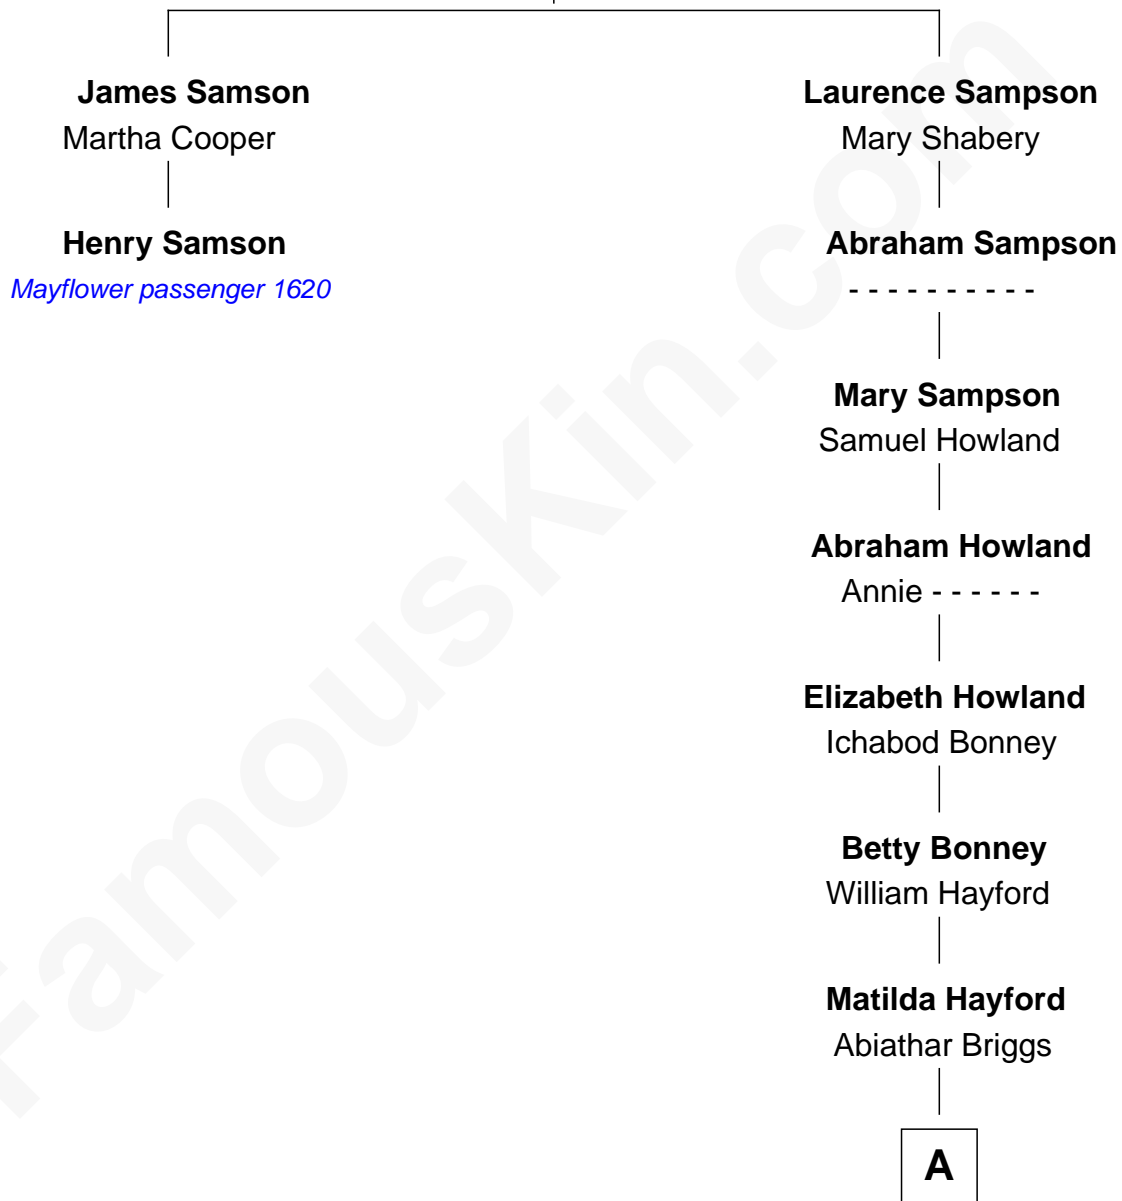 James Samson
Martha Cooper
Henry Samson
Mayflower passenger 1620
Laurence Sampson
Mary Shabery
Abraham Sampson
- - - - - - - - - -
Mary Sampson
Samuel Howland
Abraham Howland
Annie - - - - - -
Elizabeth Howland
Ichabod Bonney
Betty Bonney
William Hayford
Matilda Hayford
Abiathar Briggs
A
FamousKin.com